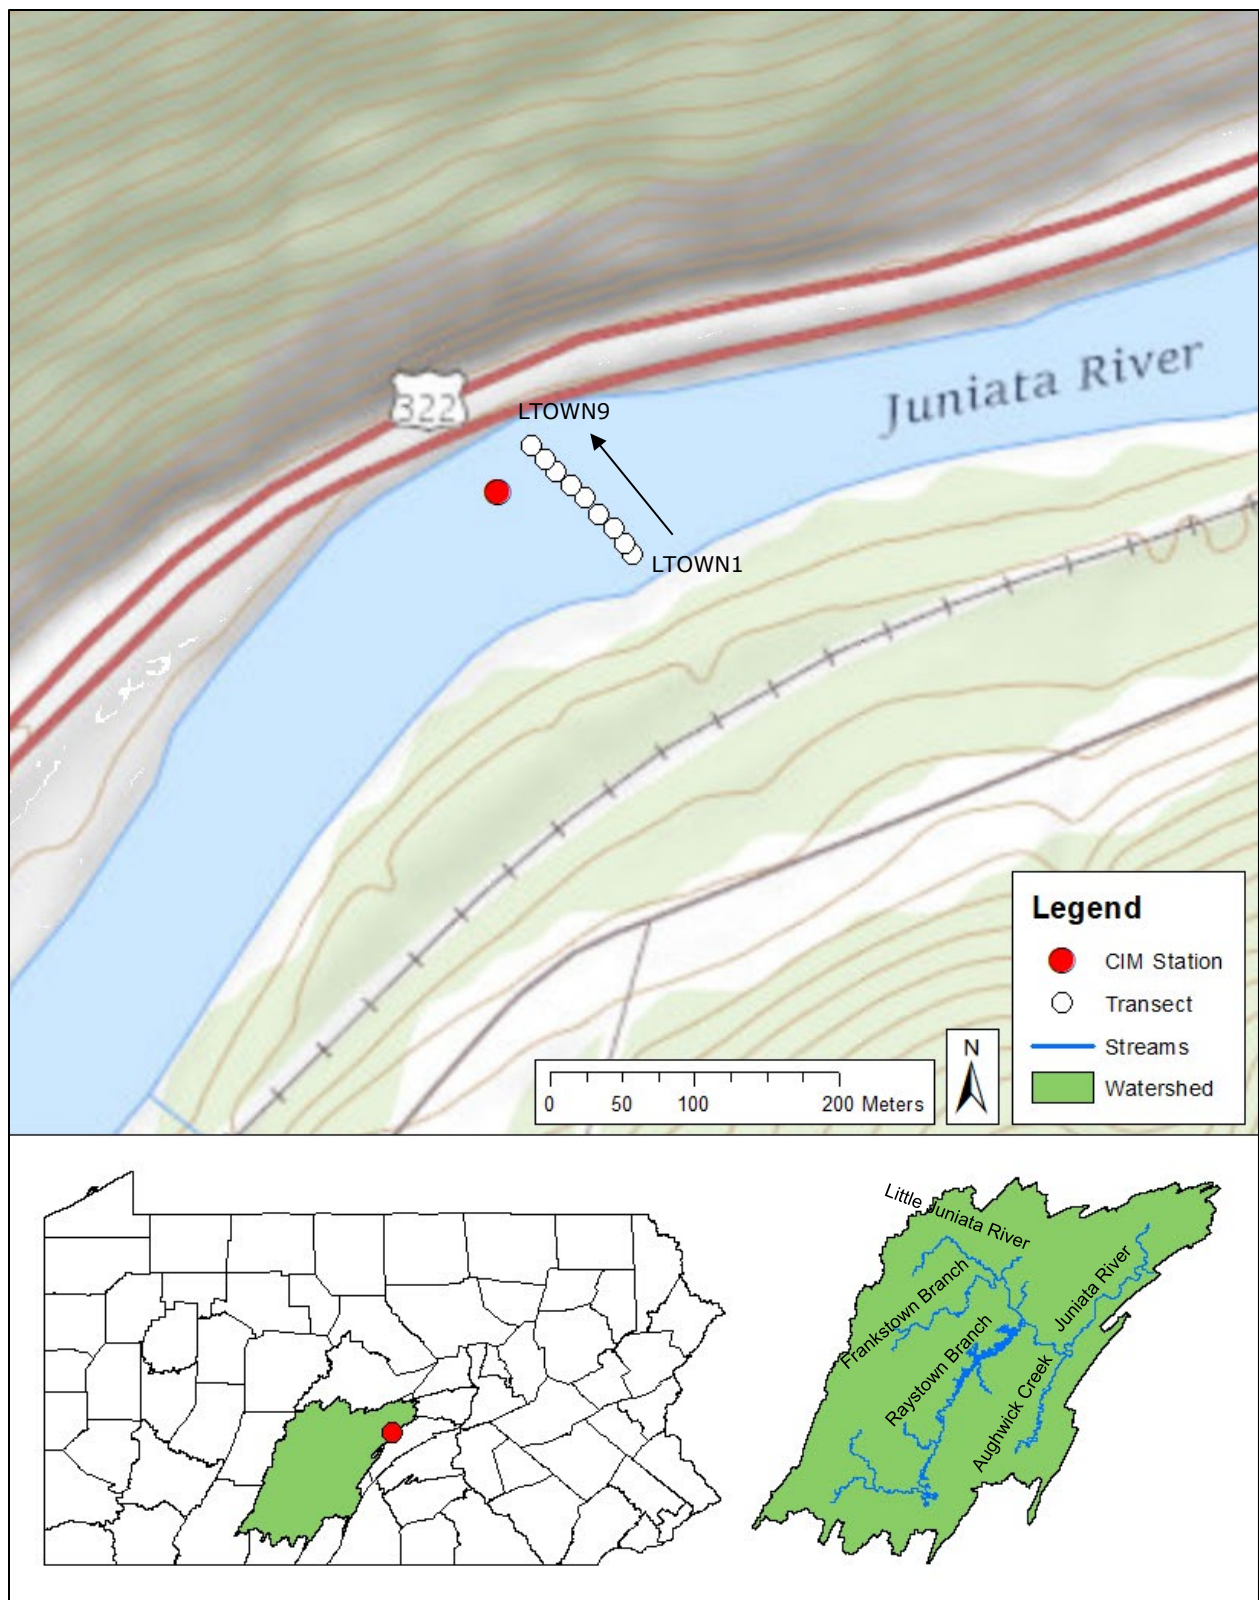 Juniata River
322
LTOWN9
LTOWN1
Legend
CIM Station
Transect
Streams
Watershed
N
0 50 100 200 Meters
Little Juniata River
Frankstown Branch
Raystown Branch
Juniata River
Aughwick Creek